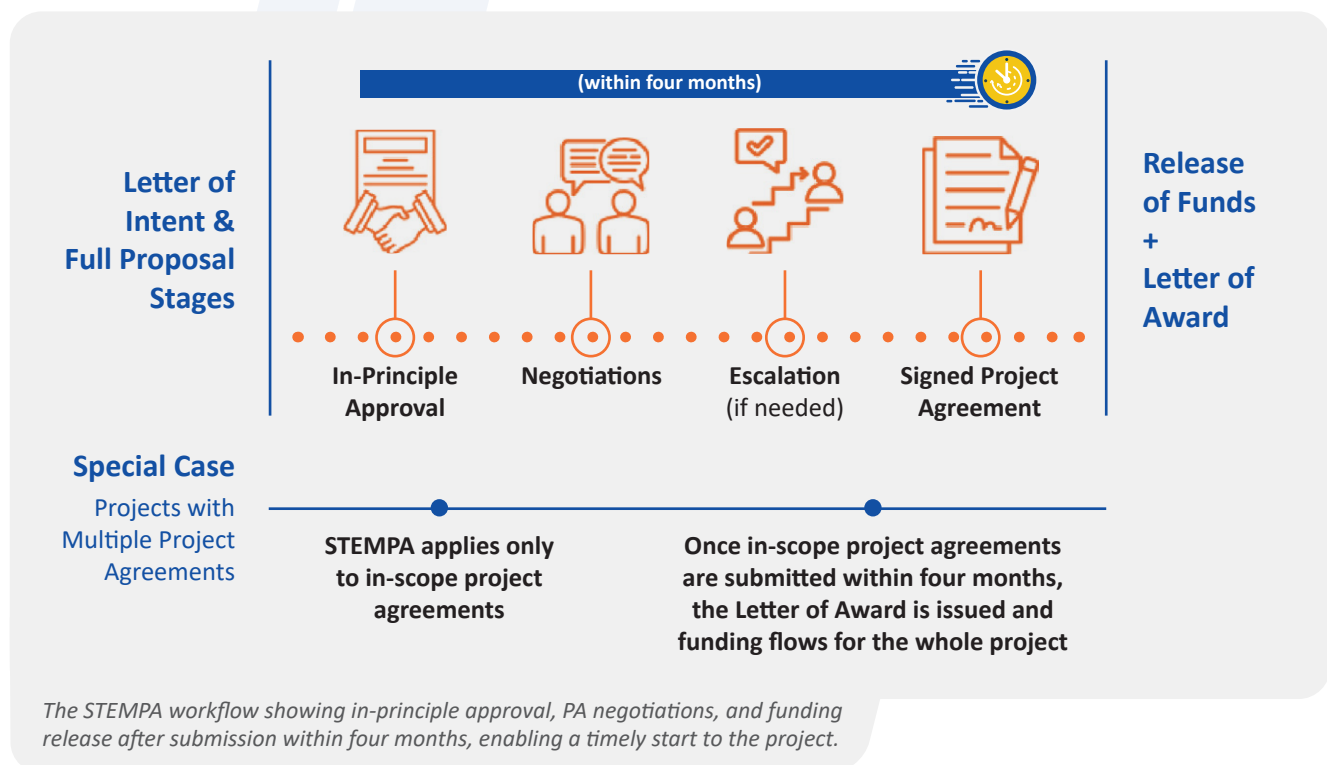 (within four months)
Letter of
Intent &
Full Proposal
Stages
Release
of Funds
+
Letter of
Award
In-Principle
Approval
Negotiations
Escalation
(if needed)
Signed Project
Agreement
Special Case
Projects with
Multiple Project
Agreements
STEMPA applies only
to in-scope project
agreements
Once in-scope project agreements
are submitted within four months,
the Letter of Award is issued and
funding flows for the whole project
The STEMPA workflow showing in-principle approval, PA negotiations, and funding
release after submission within four months, enabling a timely start to the project.